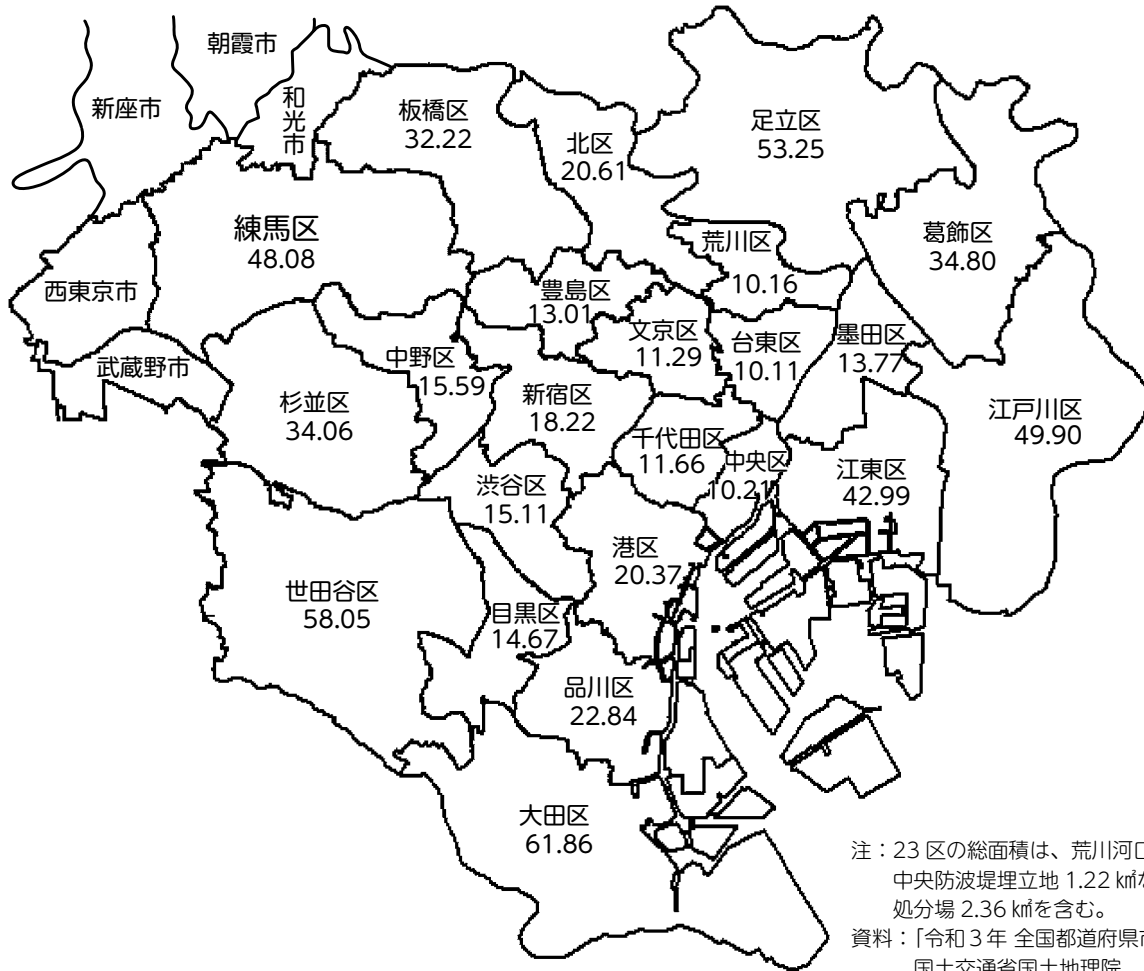 朝霞市
新座市
和光市
板橋区
32.22
北区
20.61
足立区
53.25
練馬区
48.08
荒川区
10.16
葛飾区
34.80
西東京市
豊島区
13.01
文京区
11.29
台東区
10.11
墨田区
13.77
武蔵野市
中野区
15.59
杉並区
34.06
新宿区
18.22
千代田区
11.66
中央区
10.21
江東区
42.99
江戸川区
49.90
渋谷区
15.11
港区
20.37
世田谷区
58.05
目黒区
14.67
品川区
22.84
大田区
61.86
注：23 区の総面積は、荒川河口
中央防波堤埋立地 1.22 ㎢
処分場 2.36 ㎢を含む。
資料：「令和３年 全国都道府県市
国土交通省国土地理院